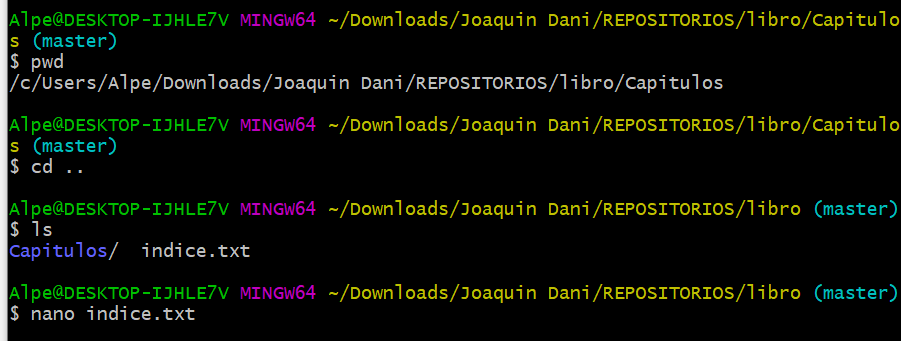 Alpe@DESKTOP-IJHLE7V MINGW64 ~/Downloads/Joaquin Dani/REPOSITORIOS/libro/Capitulo
s (master)
$ pwd
/c/Users/Alpe/Downloads/Joaquin Dani/REPOSITORIOS/libro/Capitulos
Alpe@DESKTOP-IJHLE7V MINGW64 ~/Downloads/Joaquin Dani/REPOSITORIOS/libro/Capitulo
s (master)
$ cd ..
Alpe@DESKTOP-IJHLE7V MINGW64 ~/Downloads/Joaquin Dani/REPOSITORIOS/libro (master)
$ ls
Capitulos/  indice.txt
Alpe@DESKTOP-IJHLE7V MINGW64 ~/Downloads/Joaquin Dani/REPOSITORIOS/libro (master)
$ nano indice.txt